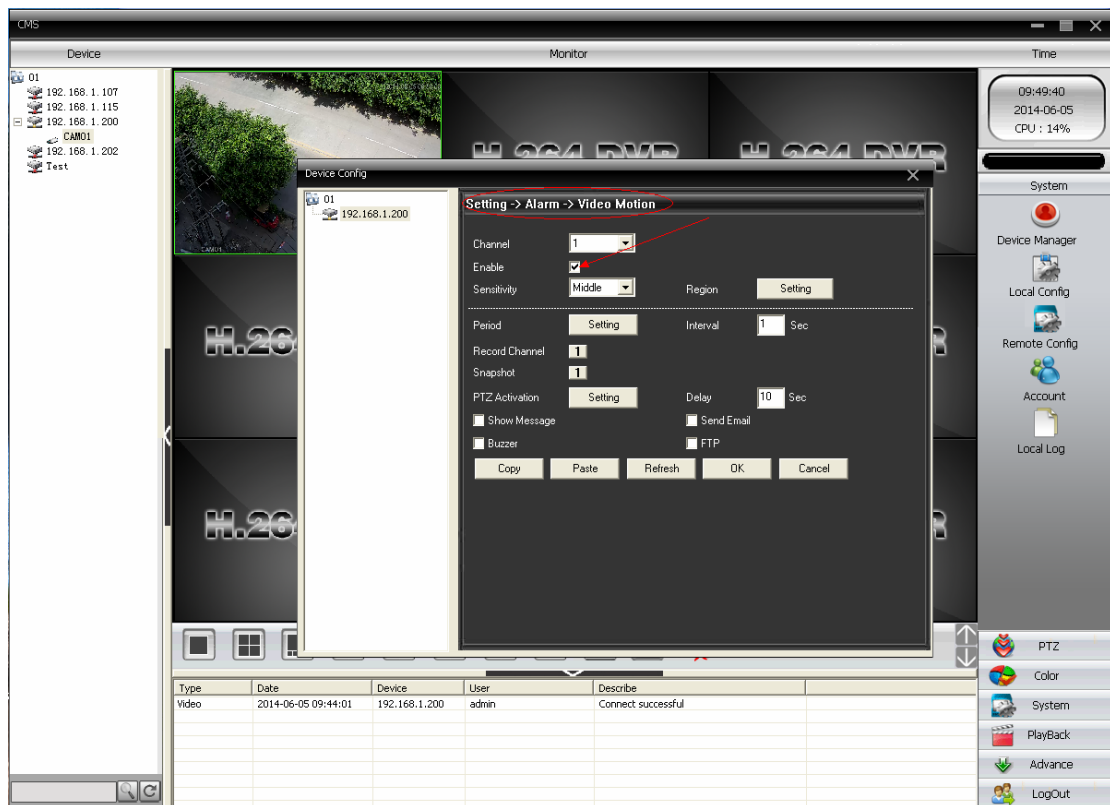 CMS
Device Monitor Time
01
192.168.1.107
192.168.1.115
192.168.1.200
CAM01
192.168.1.202
Test
CAM01
H.264 DVR H.264 DVR
H.264
H.264
09:49:40
2014-06-05
CPU : 14%
System
Device Manager
Local Config
Remote Config
Account
Local Log
Device Config
01
192.168.1.200
Setting -> Alarm -> Video Motion
Channel 1
Enable
Sensitivity Middle Region Setting
Period Setting Interval 1 Sec
Record Channel 1
Snapshot 1
PTZ Activation Setting Delay 10 Sec
Show Message Send Email
Buzzer FTP
Copy Paste Refresh OK Cancel
PTZ
Color
System
PlayBack
Advance
LogOut
Type Date Device User Describe
Video 2014-06-05 09:44:01 192.168.1.200 admin Connect successful